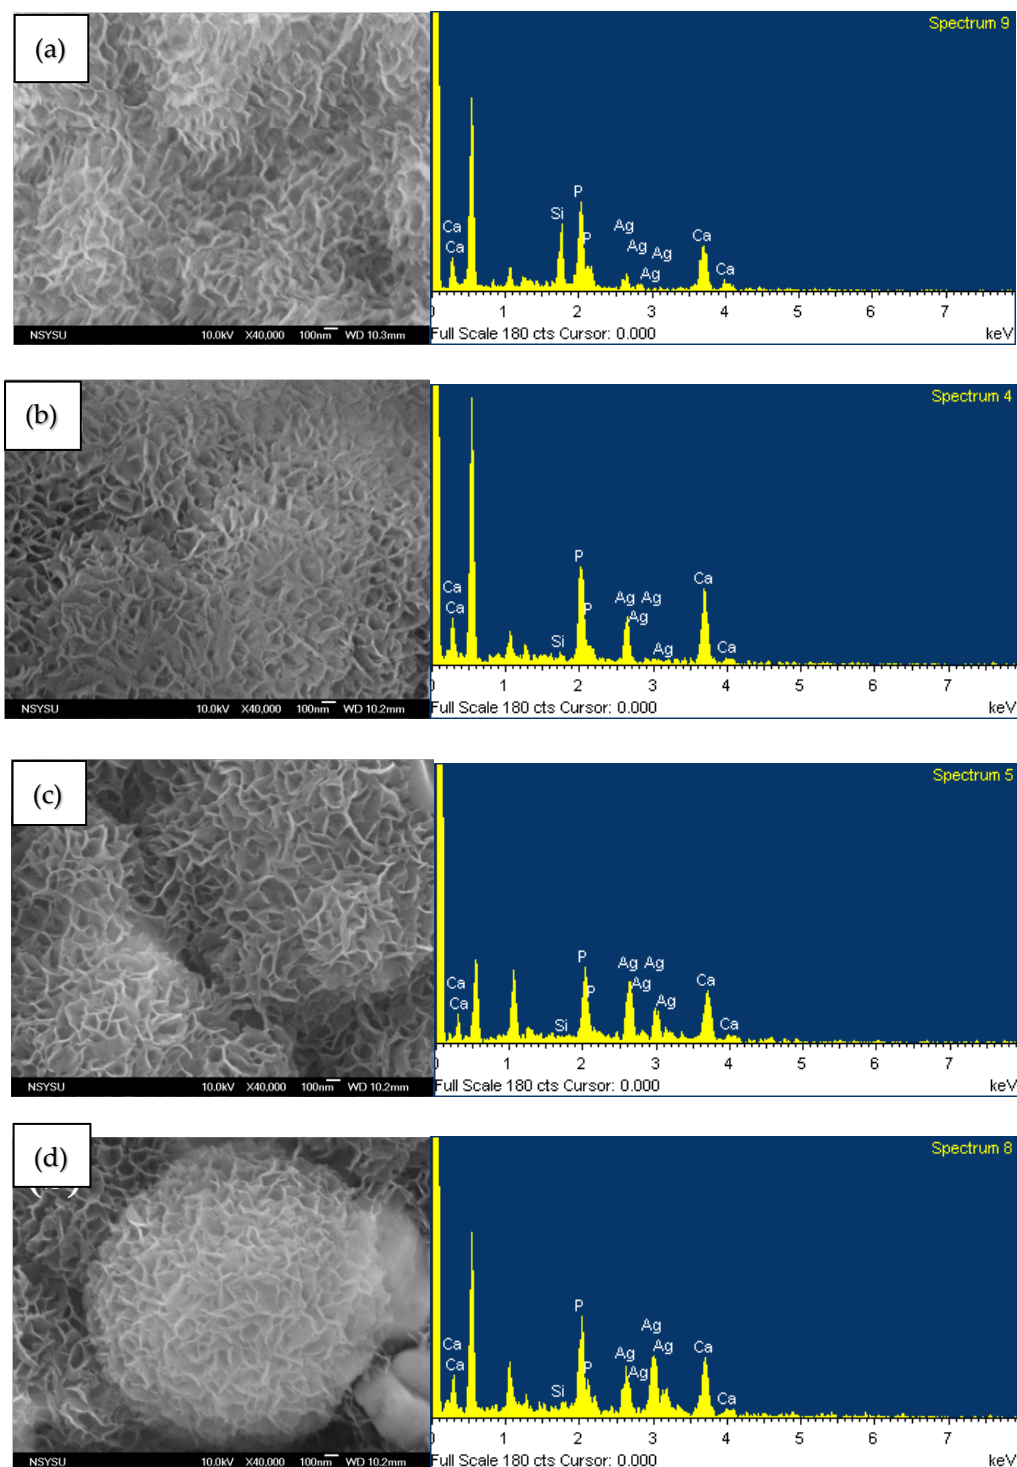 (a)
Spectrum 9
P
Si
Ag
Ca
P
Ag
Ag
Ca
Ca
Ag
Ca
0 1 2 3 4 5 6 7
NSYSU 10.0kV X40,000 100nm WD 10.3mm
Full Scale 180 cts Cursor: 0.000 keV
(b)
Spectrum 4
P
Ca
Ca
Ag Ag
Ca
P
Ag
Si
Ag
Ca
0 1 2 3 4 5 6 7
NSYSU 10.0kV X40,000 100nm WD 10.2mm
Full Scale 180 cts Cursor: 0.000 keV
(c)
Spectrum 5
P
Ag Ag
Ca
Ag
Ca
P
Ca
Ag
Si
Ca
0 1 2 3 4 5 6 7
NSYSU 10.0kV X40,000 100nm WD 10.2mm
Full Scale 180 cts Cursor: 0.000 keV
(d)
Spectrum 8
P
Ag
Ca
Ag
Ca
Ag
Ca
P
Ag
Si
Ca
0 1 2 3 4 5 6 7
NSYSU 10.0kV X40,000 100nm WD 10.2mm
Full Scale 180 cts Cursor: 0.000 keV